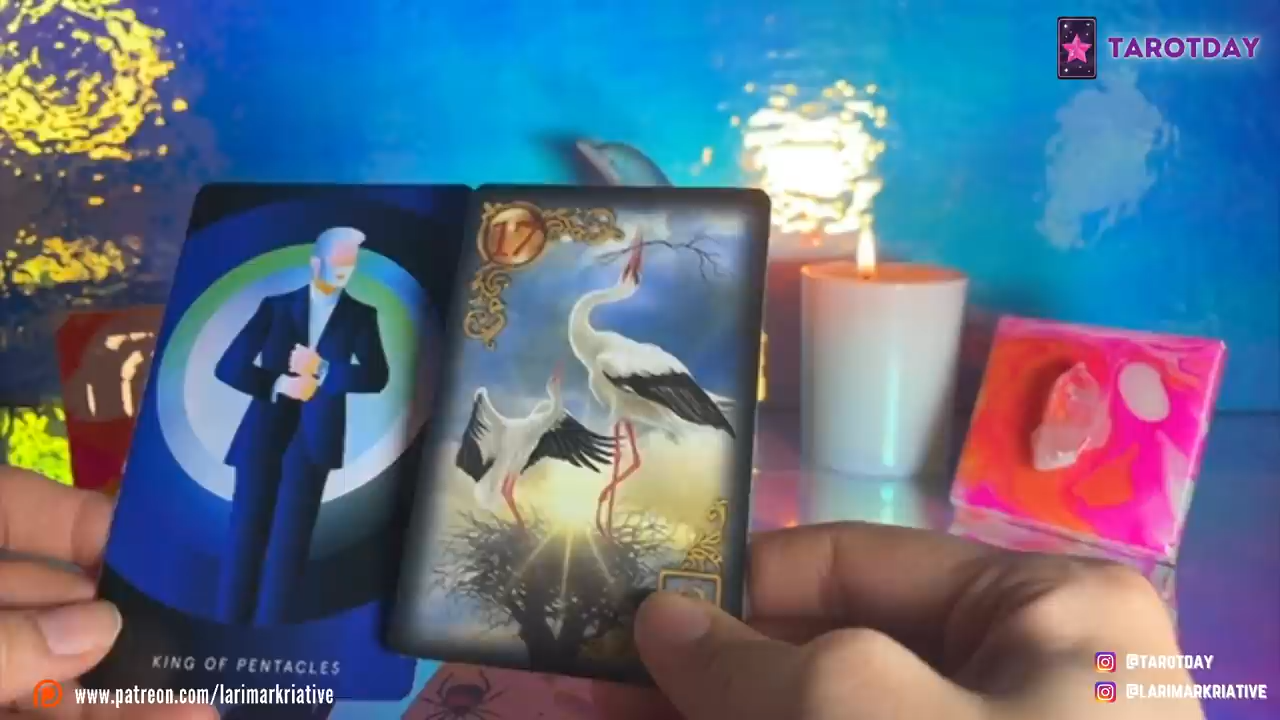 TAROTDAY
17
KING OF PENTACLES
www.patreon.com/larimarkriative
@TAROTDAY
@LARIMARKRIATIVE